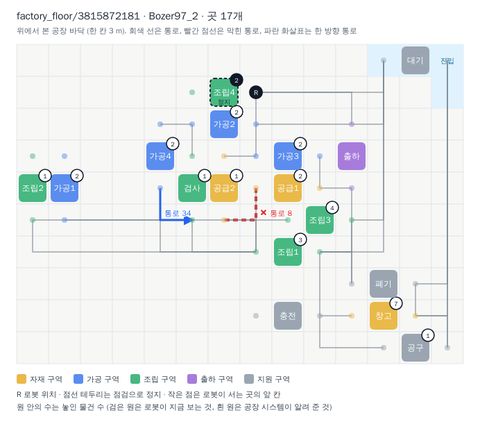 factory_floor/3815872181 · Bozer97_2 · 곳 17개
위에서 본 공장 바닥 (한 칸 3 m). 회색 선은 통로, 빨간 점선은 막힌 통로, 파란 화살표는 한 방향 통로
대기
진입
2
조립4
정지
R
2
가공2
2
가공4
2
가공3
출하
1
조립2
2
가공1
1
검사
1
공급2
2
공급1
통로 34
✖ 통로 8
4
조립3
3
조립1
폐기
7
창고
충전
1
공구
자재 구역
가공 구역
조립 구역
출하 구역
지원 구역
R 로봇 위치 · 점선 테두리는 점검으로 정지 · 작은 점은 로봇이 서는 곳의 앞 칸
원 안의 수는 놓인 물건 수 (검은 원은 로봇이 지금 보는 것, 흰 원은 공장 시스템이 알려 준 것)